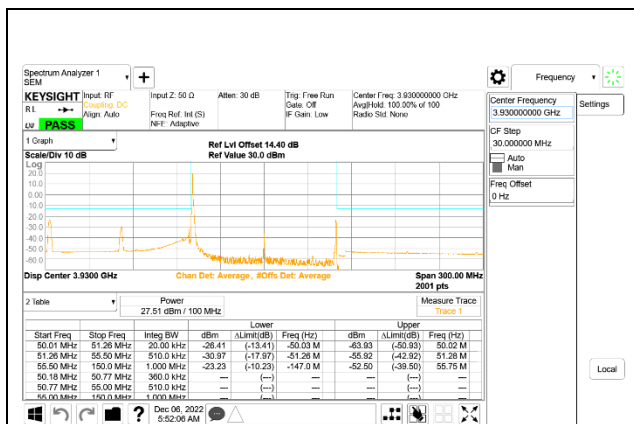 Spectrum Analyzer 1
SEM
Frequency
KEYSIGHT Input: RF Input Z: 50 Ω Atten: 30 dB Trig: Free Run Center Freq: 3.930000000 GHz
RL Coupling: DC Gate: Off Avg|Hold: 100.00% of 100
Align: Auto Freq Ref: Int (S) IF Gain: Low Radio Std: None
PASS NFE: Adaptive
Center Frequency
3.93000000 GHz
Settings
CF Step
30.000000 MHz
Auto
Man
Freq Offset
0 Hz
1 Graph
Ref Lvl Offset 14.40 dB
Scale/Div 10 dB Ref Value 30.0 dBm
Log
20.0
10.0
0.00
-10.0
-20.0
-30.0
-40.0
-50.0
-60.0
Disp Center 3.9300 GHz Chan Det: Average , #Offs Det: Average Span 300.00 MHz
2001 pts
2 Table Power Measure Trace
27.51 dBm / 100 MHz Trace 1
Lower Upper
Start Freq Stop Freq Integ BW dBm ΔLimit(dB) Freq (Hz) dBm ΔLimit(dB) Freq (Hz)
50.01 MHz 51.26 MHz 20.00 kHz -26.41 (-13.41) -50.03 M -63.93 (-50.93) 50.02 M
51.26 MHz 55.50 MHz 510.0 kHz -30.97 (-17.97) -51.26 M -55.92 (-42.92) 51.28 M
55.50 MHz 150.0 MHz 1.000 MHz -23.23 (-10.23) -147.0 M -52.50 (-39.50) 55.75 M
50.18 MHz 50.77 MHz 360.0 kHz --- (---) --- --- (---) ---
50.77 MHz 55.00 MHz 510.0 kHz --- (---) --- --- (---) ---
55.00 MHz 150.0 MHz 1.000 MHz --- (---) --- --- (---) ---
Local
? Dec 06, 2022
5:52:06 AM